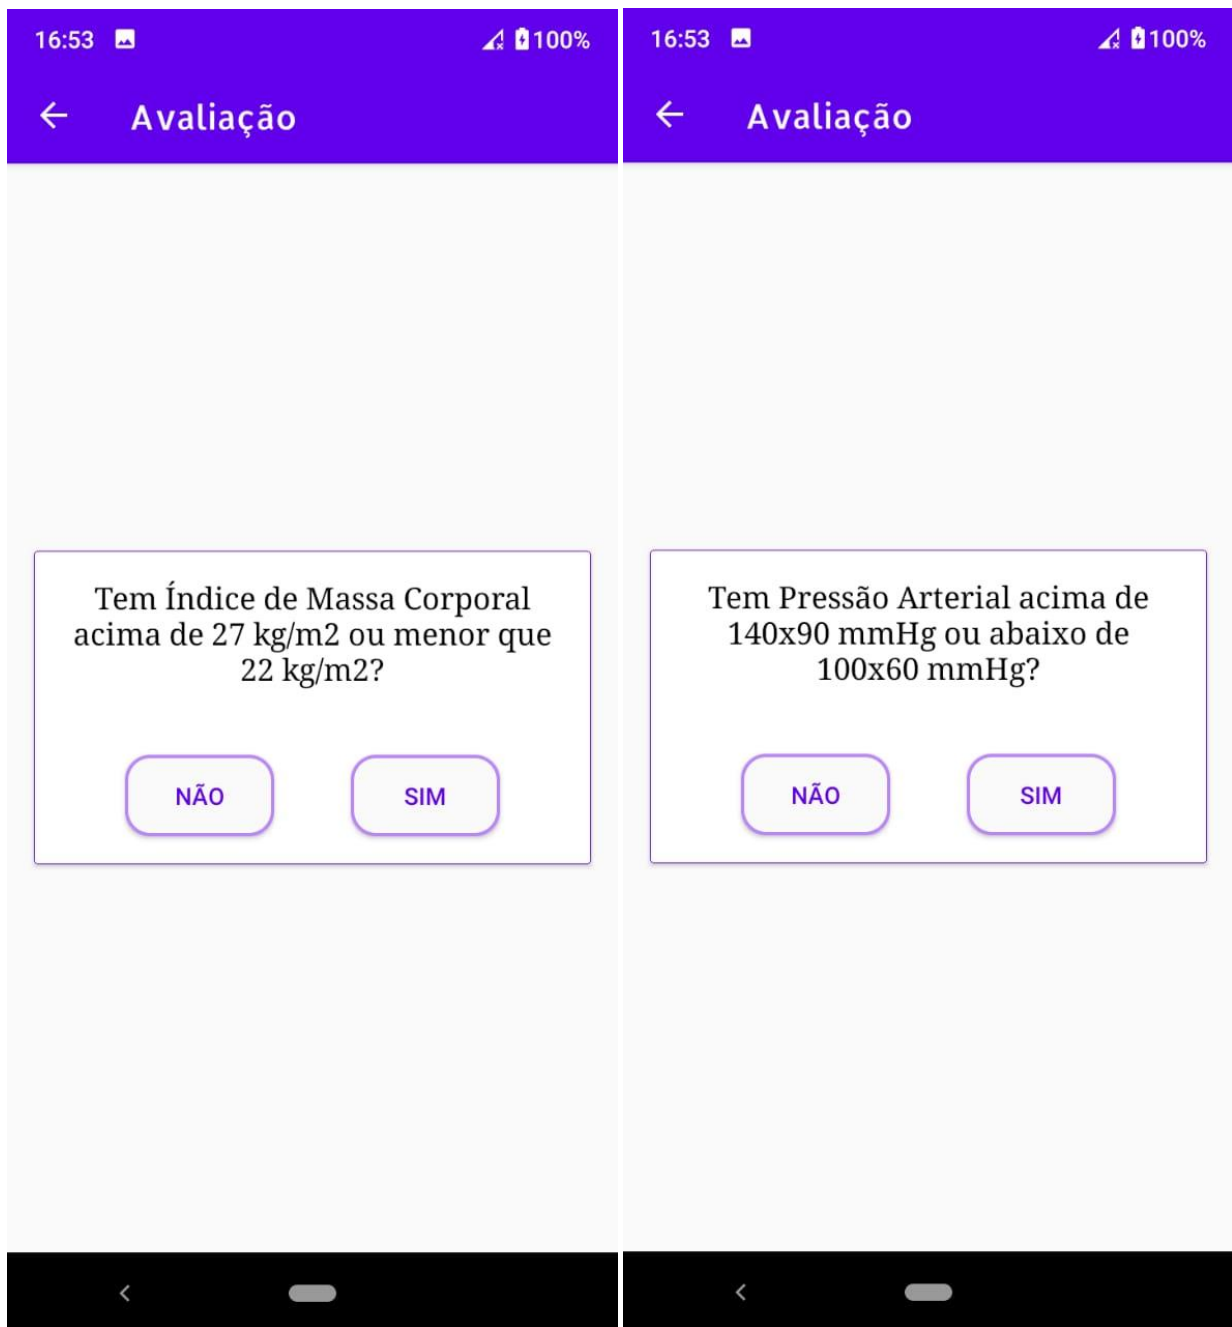 16:53
100%
Avaliação
Tem Índice de Massa Corporal
acima de 27 kg/m2 ou menor que
22 kg/m2?
NÃO
SIM
16:53
100%
Avaliação
Tem Pressão Arterial acima de
140x90 mmHg ou abaixo de
100x60 mmHg?
NÃO
SIM